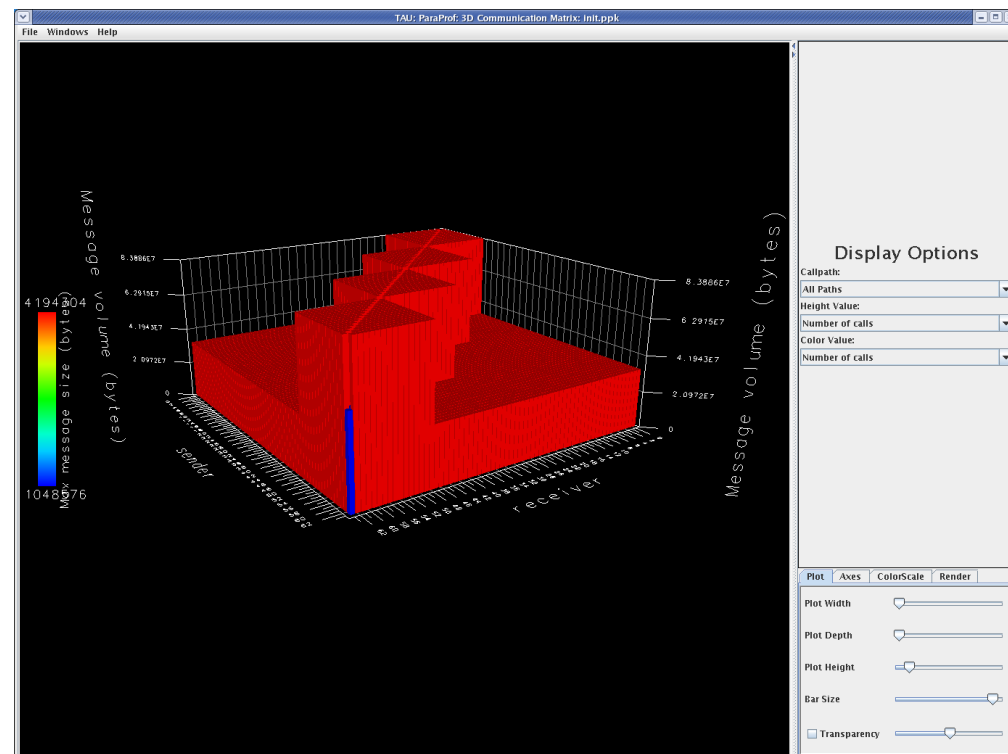 TAU: ParaProf: 3D Communication Matrix: init.ppk
File Windows Help
Message volume (bytes)
8.3886E7
6.2915E7
4.1943E7
2.0972E7
0
4194304
Max message size (bytes)
1048576
sender
receiver
8.3886E7
6.2915E7
4.1943E7
2.0972E7
0
Message volume (bytes)
Display Options
Callpath:
All Paths
Height Value:
Number of calls
Color Value:
Number of calls
Plot Axes ColorScale Render
Plot Width
Plot Depth
Plot Height
Bar Size
Transparency